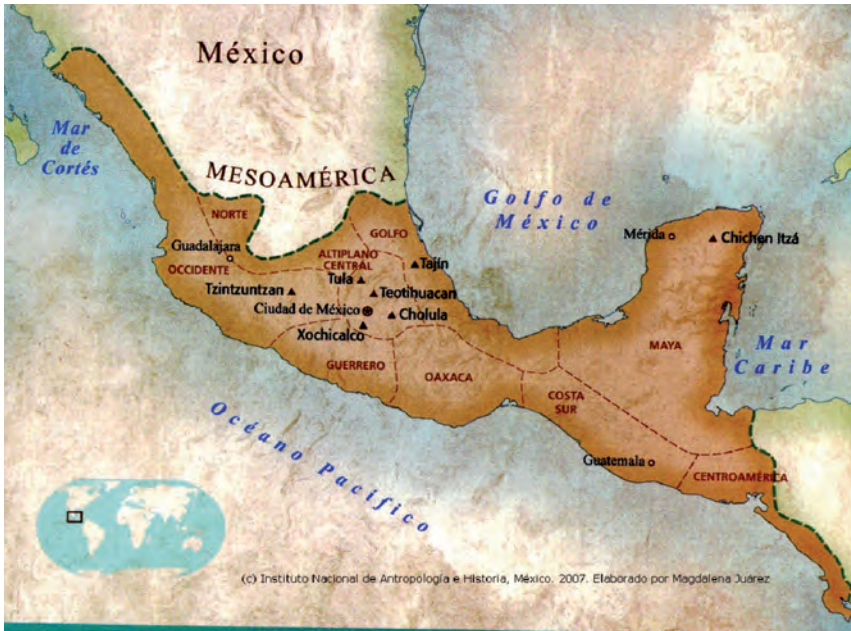 México
Mar
de
Cortés
MESOAMÉRICA
Golfo de
México
NORTE
GOLFO
Guadalajara
OCCIDENTE
ALTIPLANO
CENTRAL
Tajín
Mérida
Chichen Itzá
Tula
Tzintzuntzan
Teotihuacan
Ciudad de México
Cholula
Xochicalco
MAYA
Mar
Caribe
GUERRERO
OAXACA
COSTA
SUR
Océano Pacífico
Guatemala
CENTROAMÉRICA
(c) Instituto Nacional de Antropología e Historia, México. 2007. Elaborado por Magdalena Juárez